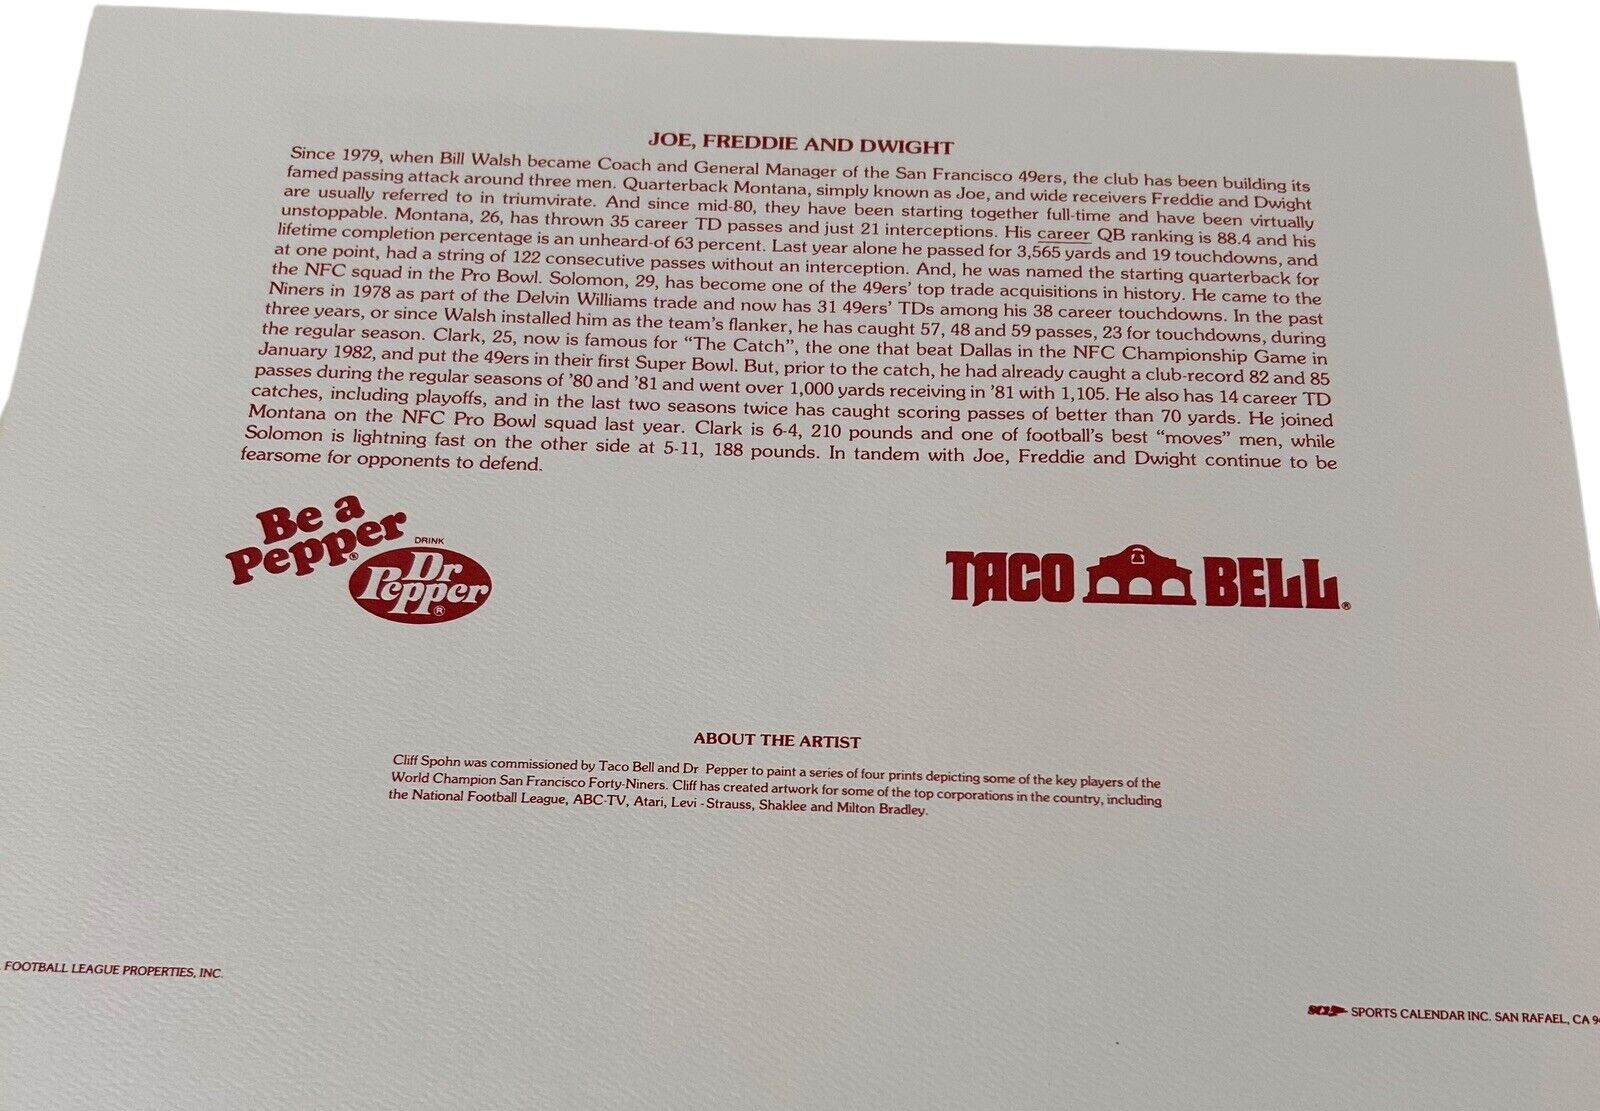 JOE, FREDDIE AND DWIGHT
Since 1979, when Bill Walsh became Coach and General Manager of the San Francisco 49ers, the club has been building its
famed passing attack around three men. Quarterback Montana, simply known as Joe, and wide receivers Freddie and Dwight
are usually referred to in triumvirate. And since mid-80, they have been starting together full-time and have been virtually
unstoppable. Montana, 26, has thrown 35 career TD passes and just 21 interceptions. His career QB ranking is 88.4 and his
lifetime completion percentage is an unheard-of 63 percent. Last year alone he passed for 3,565 yards and 19 touchdowns, and
at one point, had a string of 122 consecutive passes without an interception. And, he was named the starting quarterback for
the NFC squad in the Pro Bowl. Solomon, 29, has become one of the 49ers' top trade acquisitions in history. He came to the
Niners in 1978 as part of the Delvin Williams trade and now has 31 49ers' TDs among his 38 career touchdowns. In the past
three years, or since Walsh installed him as the team's flanker, he has caught 57, 48 and 59 passes, 23 for touchdowns, during
the regular season. Clark, 25, now is famous for "The Catch", the one that beat Dallas in the NFC Championship Game in
January 1982, and put the 49ers in their first Super Bowl. But, prior to the catch, he had already caught a club-record 82 and 85
passes during the regular seasons of '80 and '81 and went over 1,000 yards receiving in '81 with 1,105. He also has 14 career TD
catches, including playoffs, and in the last two seasons twice has caught scoring passes of better than 70 yards. He joined
Montana on the NFC Pro Bowl squad last year. Clark is 6-4, 210 pounds and one of football's best "moves" men, while
Solomon is lightning fast on the other side at 5-11, 188 pounds. In tandem with Joe, Freddie and Dwight continue to be
fearsome for opponents to defend.
Be a
Pepper®
DRINK
Dr
Pepper
®
TACO BELL®
ABOUT THE ARTIST
Cliff Spohn was commissioned by Taco Bell and Dr Pepper to paint a series of four prints depicting some of the key players of the
World Champion San Francisco Forty-Niners. Cliff has created artwork for some of the top corporations in the country, including
the National Football League, ABC-TV, Atari, Levi-Strauss, Shaklee and Milton Bradley.
FOOTBALL LEAGUE PROPERTIES, INC.
SPORTS CALENDAR INC. SAN RAFAEL, CA